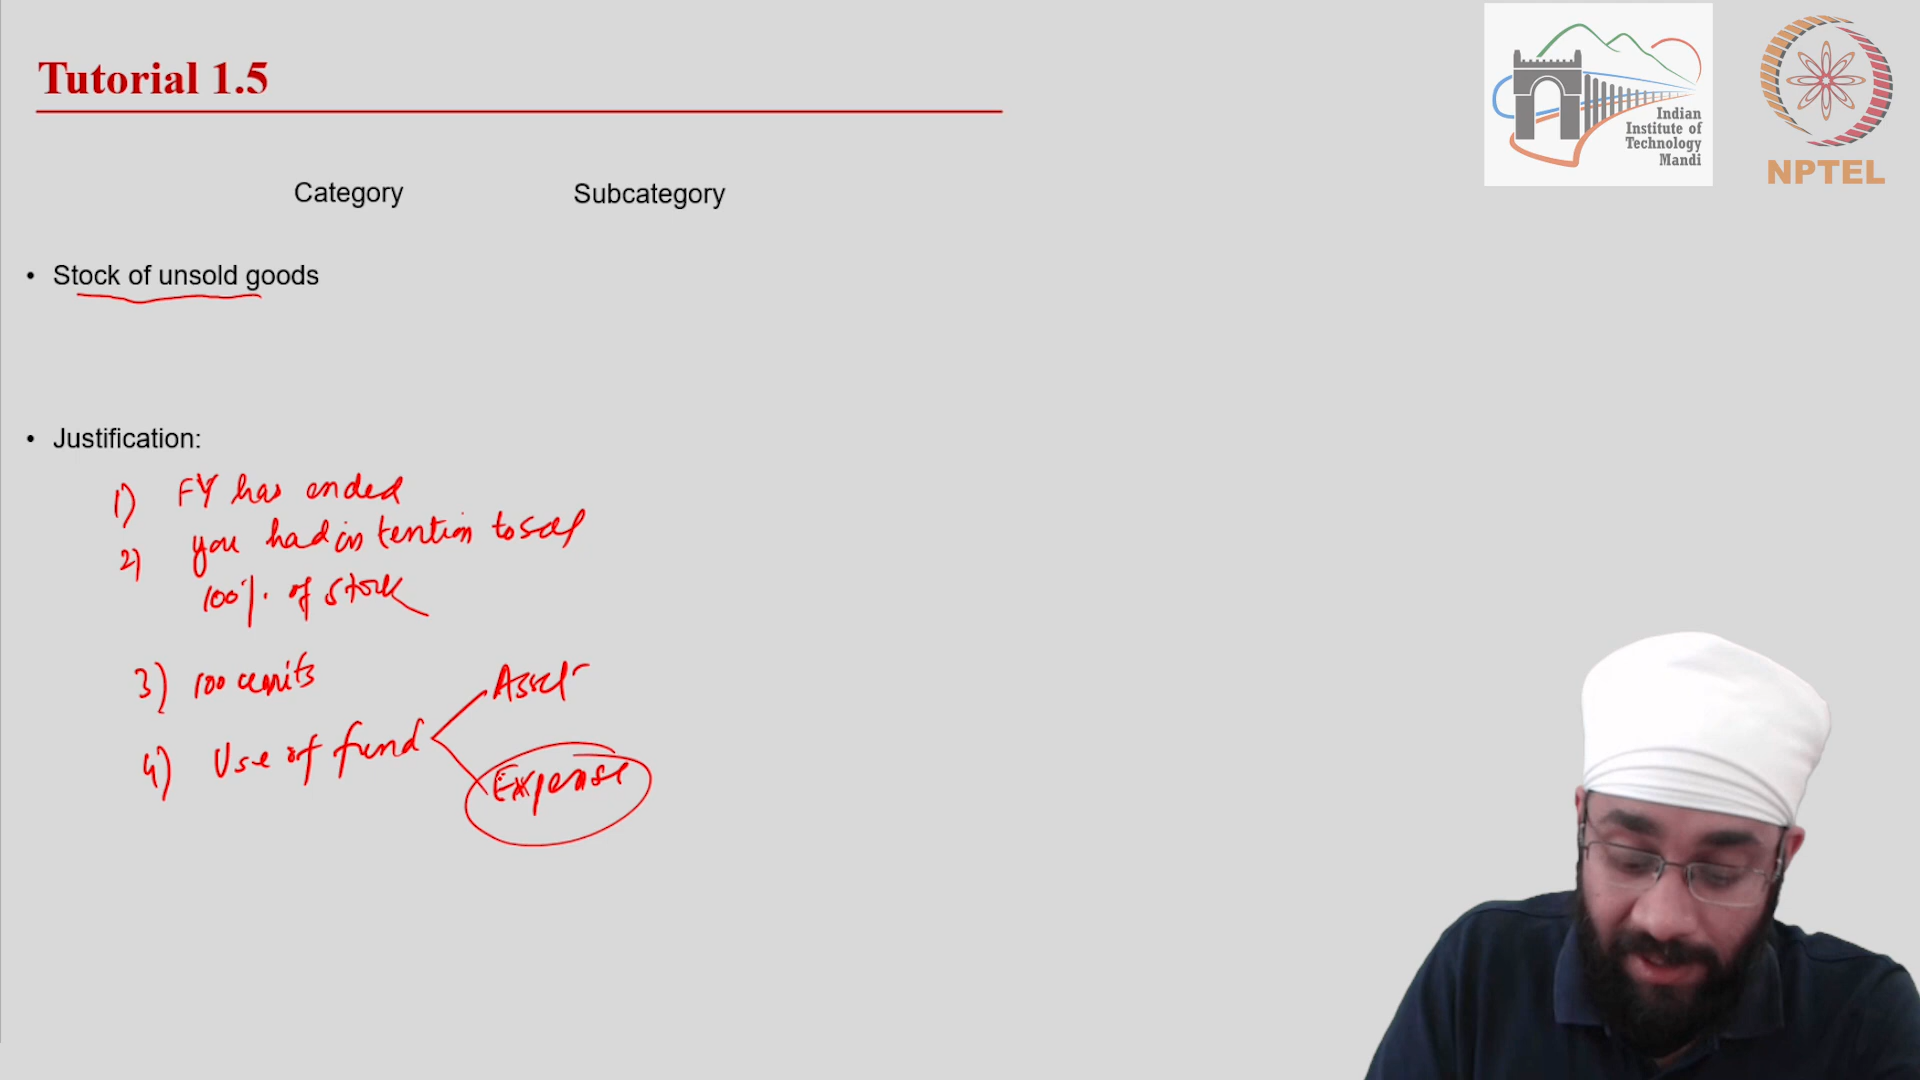 Tutorial 1.5
Indian
Institute of
Technology
Mandi
NPTEL
Category Subcategory
• Stock of unsold goods
• Justification:
1) FY has ended
2) you had intention to sell
100% of stock
3) 100 units
4) Use of fund
Asset
Expense